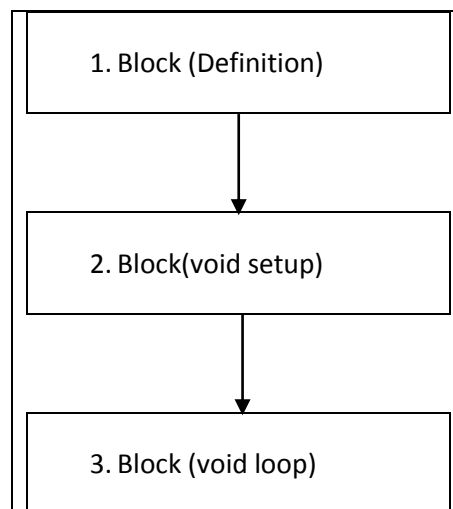 1. Block (Definition)
2. Block(void setup)
3. Block (void loop)